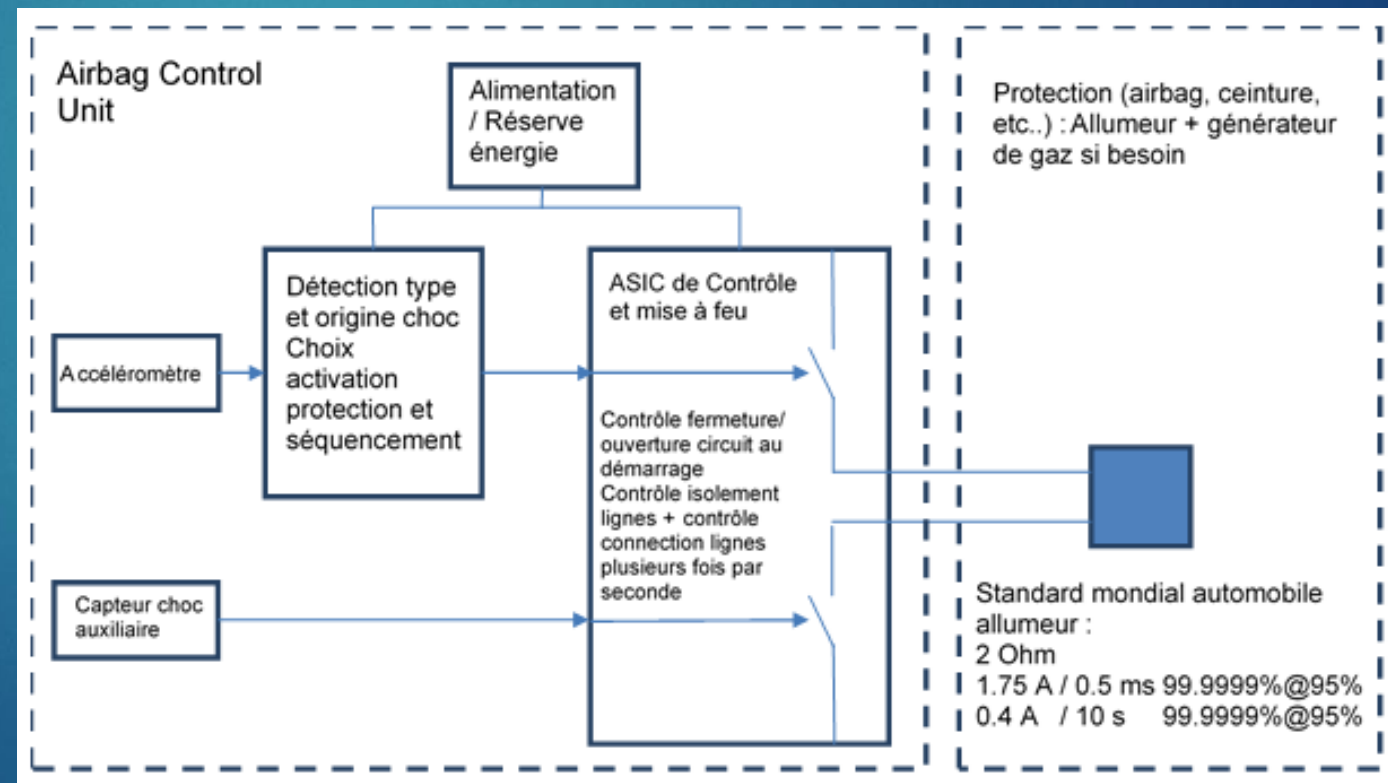 Airbag Control
Unit
Alimentation
/ Réserve
énergie
Protection (airbag, ceinture,
etc..) : Allumeur + générateur
de gaz si besoin
Détection type
et origine choc
Choix
activation
protection et
séquencement
ASIC de Contrôle
et mise à feu
Accéléromètre
Contrôle fermeture/
ouverture circuit au
démarrage
Contrôle isolement
lignes + contrôle
connection lignes
plusieurs fois par
seconde
Capteur choc
auxiliaire
Standard mondial automobile
allumeur :
2 Ohm
1.75 A / 0.5 ms 99.9999%@95%
0.4 A / 10 s 99.9999%@95%